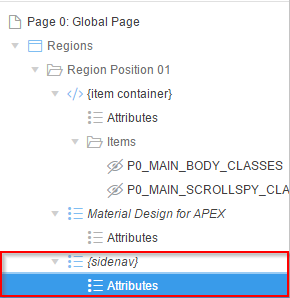 Page 0: Global Page
Regions
Region Position 01
{item container}
Attributes
Items
P0_MAIN_BODY_CLASSES
P0_MAIN_SCROLLSPY_CLA
Material Design for APEX
Attributes
{sidenav}
Attributes